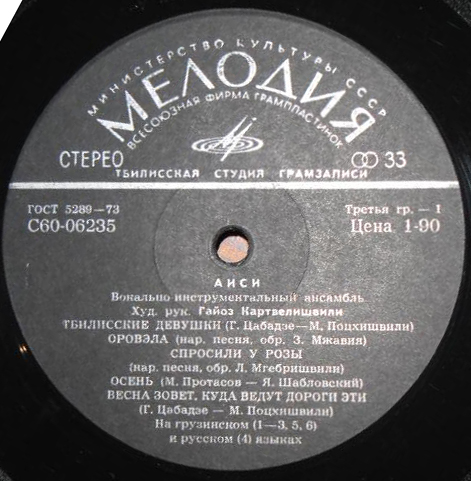 МИНИСТЕРСТВО КУЛЬТУРЫ СССР
МЕЛОДИЯ
ВСЕСОЮЗНАЯ ФИРМА ГРАМПЛАСТИНОК
СТЕРЕО 33
ТБИЛИССКАЯ СТУДИЯ ГРАМЗАПИСИ
ГОСТ 5289—73 Третья гр. — 1
С60-06235 Цена 1-90
АИСИ
Вокально-инструментальный ансамбль
Худ. рук. Гайоз Картвелишвили
ТБИЛИССКИЕ ДЕВУШКИ (Г. Цабадзе—М. Поцхишвили)
ОРОВЭЛА (нар. песня, обр. З. Мжавия)
СПРОСИЛИ У РОЗЫ
(нар. песня, обр. Л. Мгебришвили)
ОСЕНЬ (М. Протасов — Я. Шабловский)
ВЕСНА ЗОВЕТ, КУДА ВЕДУТ ДОРОГИ ЭТИ
(Г. Цабадзе — М. Поцхишвили)
На грузинском (1—3, 5, 6)
и русском (4) языках